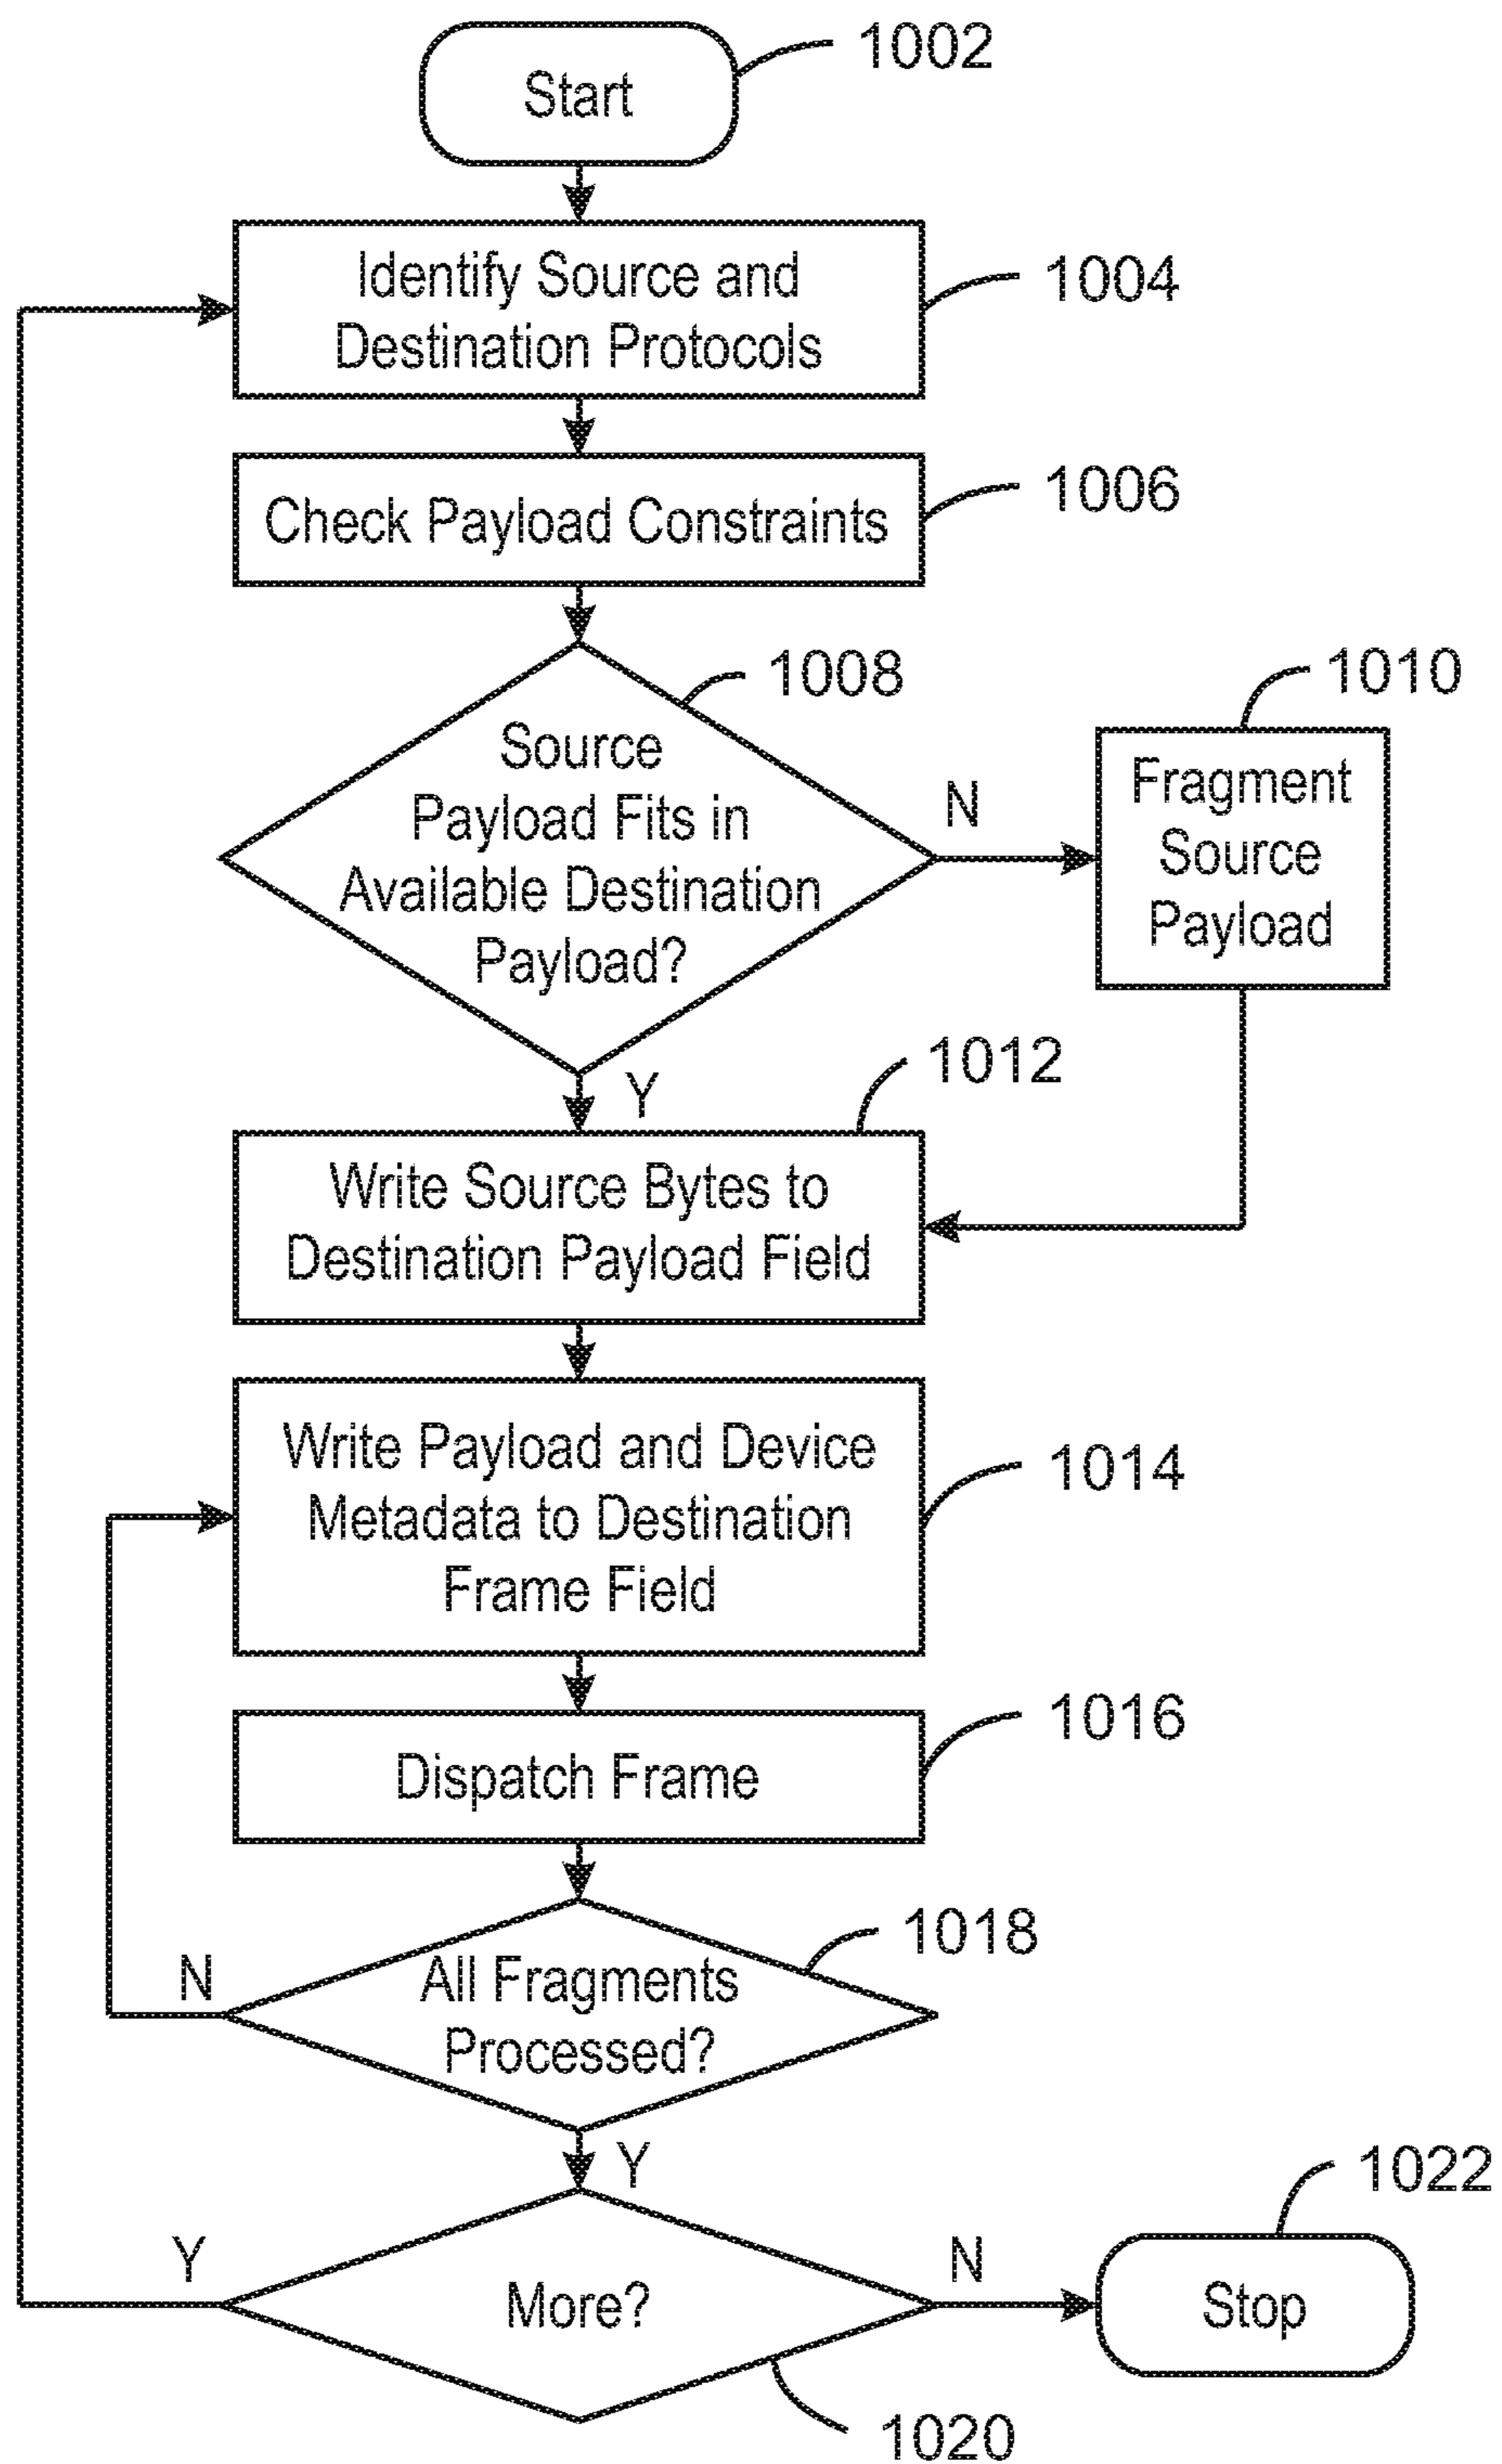 1002
Start
Identify Source and
Destination Protocols
1004
Check Payload Constraints
1006
1008
Source
Payload Fits in
Available Destination
Payload?
N
1010
Fragment
Source
Payload
Y
1012
Write Source Bytes to
Destination Payload Field
Write Payload and Device
Metadata to Destination
Frame Field
1014
Dispatch Frame
1016
1018
All Fragments
Processed?
N
Y
More?
Y
N
1022
Stop
1020